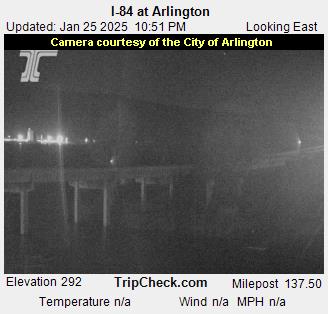 I-84 at Arlington
Updated: Jan 25 2025 10:51 PM Looking East
Camera courtesy of the City of Arlington
Elevation 292 TripCheck.com Milepost 137.50
Temperature n/a Wind n/a MPH n/a